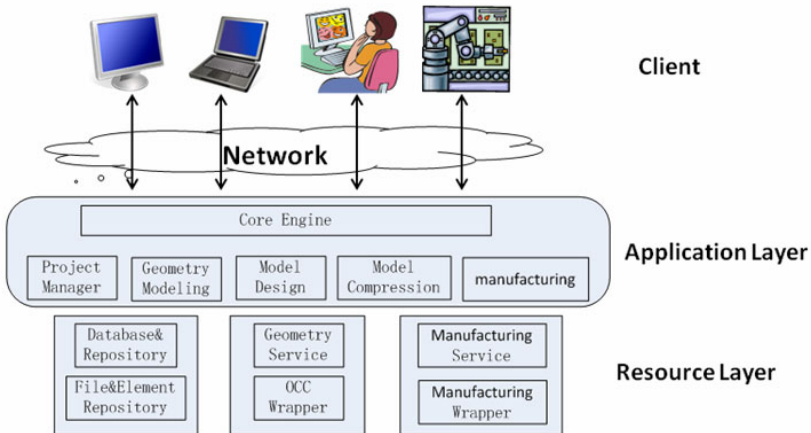 Client
Network
Core Engine
Application Layer
Project
Manager
Geometry
Modeling
Model
Design
Model
Compression
manufacturing
Database&
Repository
File&Element
Repository
Geometry
Service
OCC
Wrapper
Manufacturing
Service
Manufacturing
Wrapper
Resource Layer